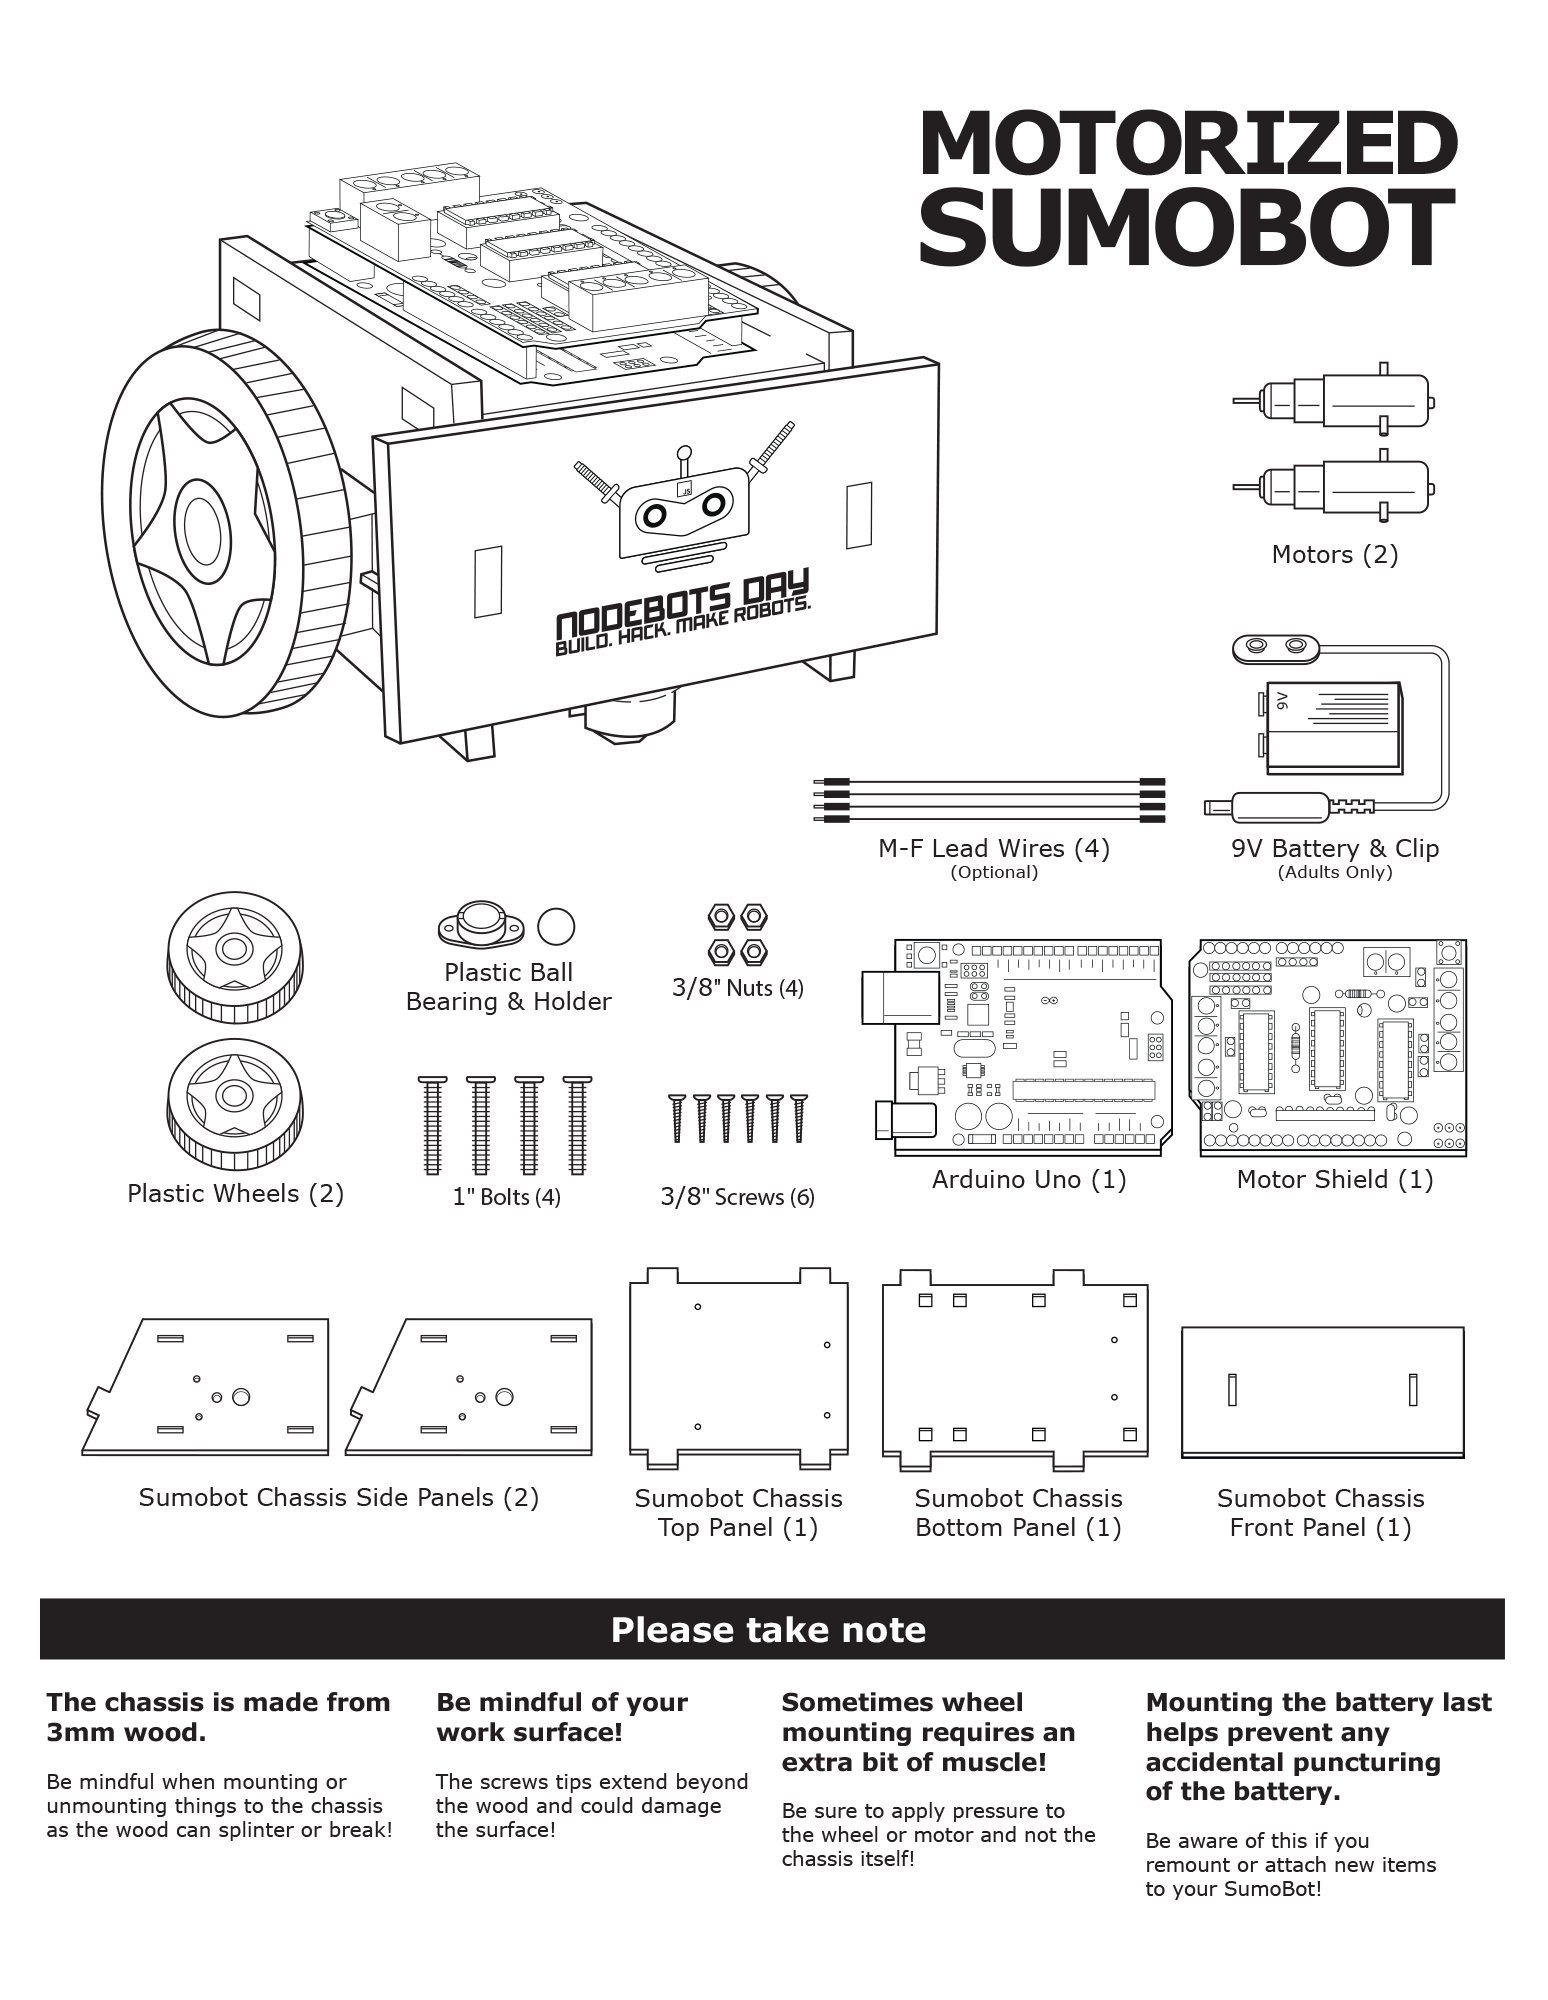 MOTORIZED
SUMOBOT
JS
NODEBOTS DAY
BUILD. HACK. MAKE ROBOTS.
Motors (2)
9V
M-F Lead Wires (4)
(Optional)
9V Battery & Clip
(Adults Only)
Plastic Ball
Bearing & Holder
3/8" Nuts (4)
Plastic Wheels (2)
1" Bolts (4)
3/8" Screws (6)
Arduino Uno (1)
Motor Shield (1)
Sumobot Chassis Side Panels (2)
Sumobot Chassis
Top Panel (1)
Sumobot Chassis
Bottom Panel (1)
Sumobot Chassis
Front Panel (1)
Please take note
The chassis is made from
3mm wood.
Be mindful when mounting or
unmounting things to the chassis
as the wood can splinter or break!
Be mindful of your
work surface!
The screws tips extend beyond
the wood and could damage
the surface!
Sometimes wheel
mounting requires an
extra bit of muscle!
Be sure to apply pressure to
the wheel or motor and not the
chassis itself!
Mounting the battery last
helps prevent any
accidental puncturing
of the battery.
Be aware of this if you
remount or attach new items
to your SumoBot!